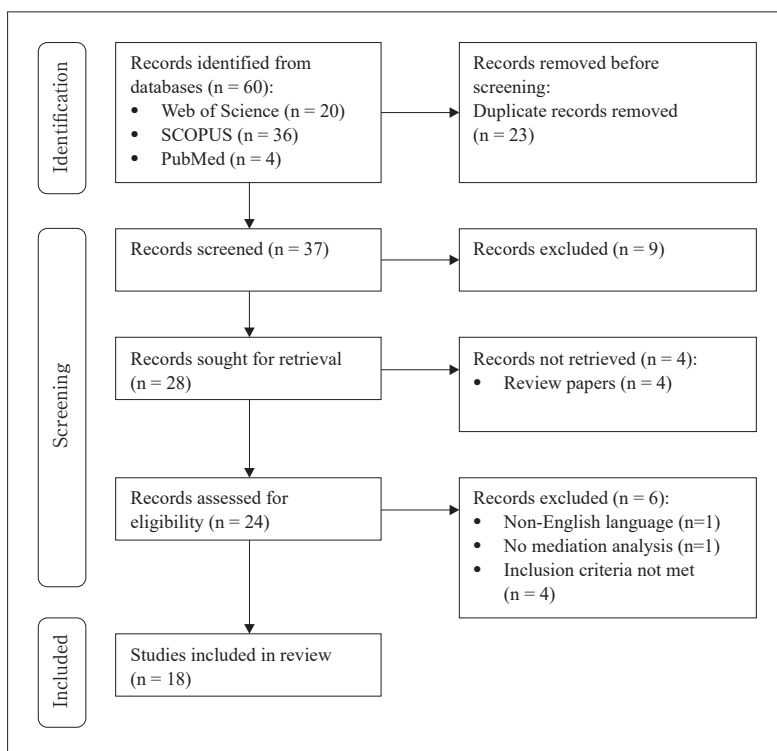 Identification
Records identified from
databases (n = 60):
• Web of Science (n = 20)
• SCOPUS (n = 36)
• PubMed (n = 4)
Records removed before
screening:
Duplicate records removed
(n = 23)
Screening
Records screened (n = 37)
Records excluded (n = 9)
Records sought for retrieval
(n = 28)
Records not retrieved (n = 4):
• Review papers (n = 4)
Records assessed for
eligibility (n = 24)
Records excluded (n = 6):
• Non-English language (n=1)
• No mediation analysis (n=1)
• Inclusion criteria not met
(n = 4)
Included
Studies included in review
(n = 18)